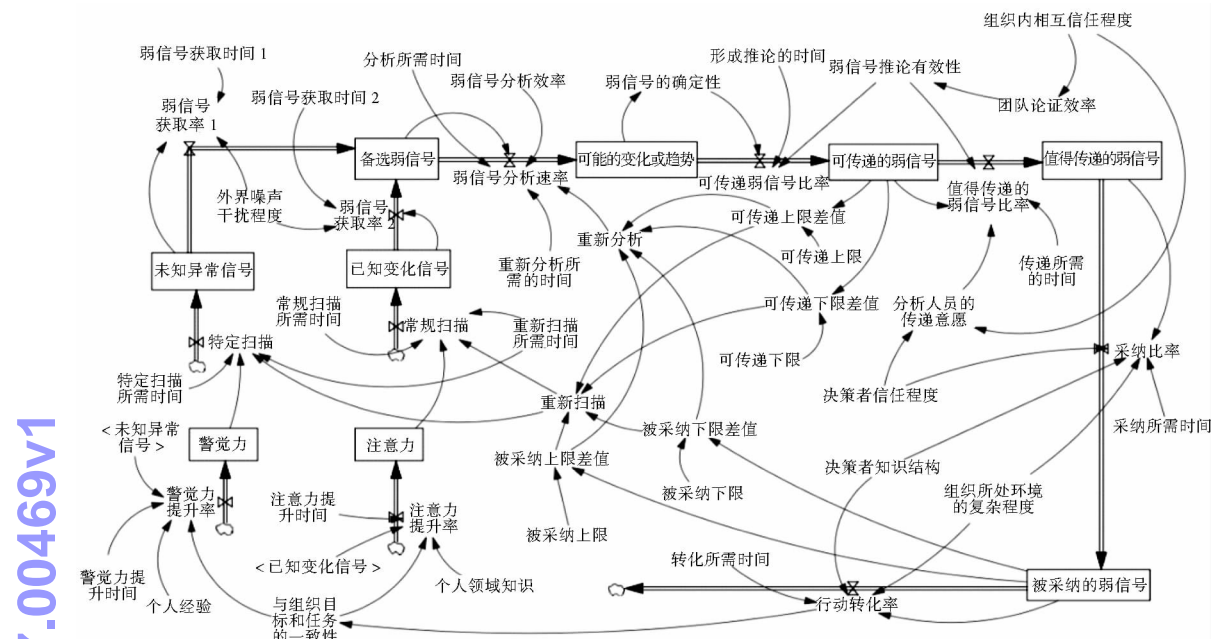 组织内相互信任程度
弱信号获取时间 1
分析所需时间
形成推论的时间
弱信号分析效率
弱信号的确定性
弱信号推论有效性
弱信号获取时间 2
团队论证效率
弱信号
获取率 1
备选弱信号
可能的变化或趋势
可传递的弱信号
值得传递的弱信号
弱信号分析速率
可传递弱信号比率
值得传递的
弱信号比率
外界噪声
干扰程度
弱信号
获取率 2
可传递上限差值
重新分析
可传递上限
未知异常信号
已知变化信号
重新分析所
需的时间
传递所需
的时间
常规扫描
所需时间
常规扫描
重新扫描
所需时间
可传递下限差值
分析人员的
传递意愿
特定扫描
可传递下限
采纳比率
特定扫描
所需时间
决策者信任程度
重新扫描
采纳所需时间
<未知异常
信号>
警觉力
注意力
被采纳下限差值
被采纳上限差值
决策者知识结构
警觉力
提升率
注意力提
升时间
注意力
提升率
被采纳下限
组织所处环境
的复杂程度
被采纳上限
<已知变化信号>
转化所需时间
警觉力提
升时间
个人经验
个人领域知识
被采纳的弱信号
与组织目
标和任务
的一致性
行动转化率
7.00469v1